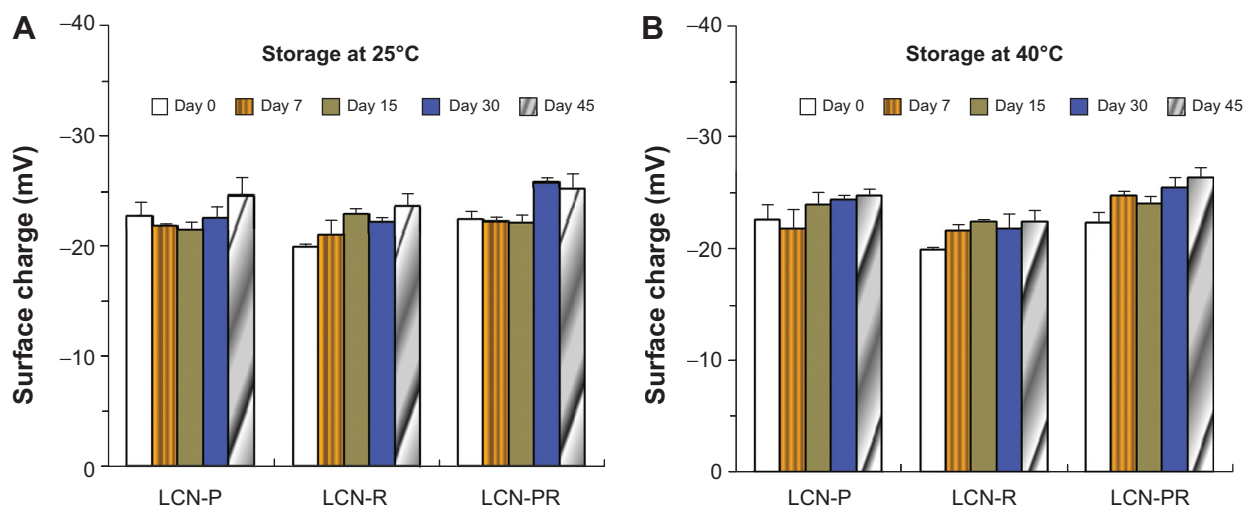 A
Storage at 25°C
Day 0 Day 7 Day 15 Day 30 Day 45
Surface charge (mV)
–40
–30
–20
–10
0
LCN-P LCN-R LCN-PR
B
Storage at 40°C
Day 0 Day 7 Day 15 Day 30 Day 45
Surface charge (mV)
–40
–30
–20
–10
0
LCN-P LCN-R LCN-PR